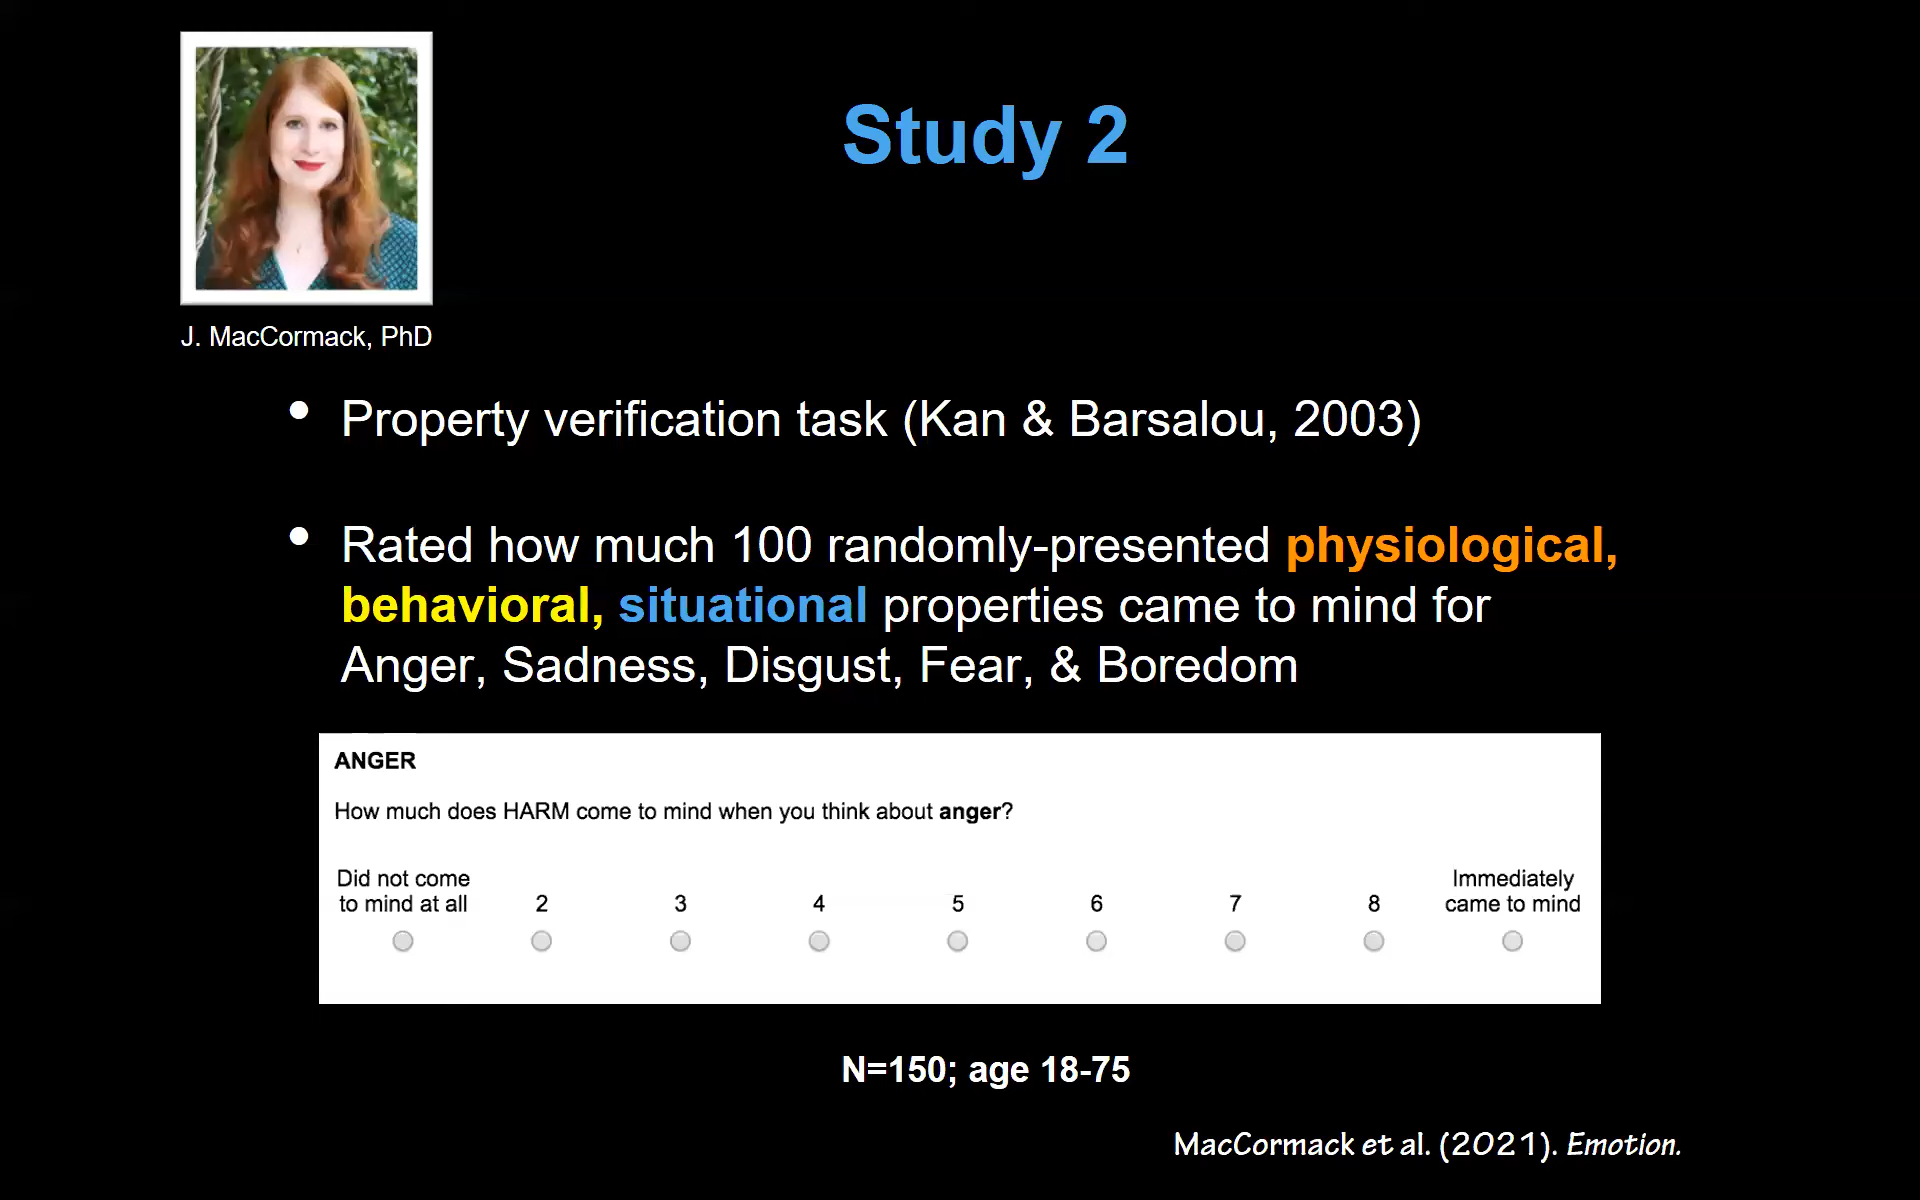 Study 2
J. MacCormack, PhD
• Property verification task (Kan & Barsalou, 2003)
• Rated how much 100 randomly-presented physiological,
behavioral, situational properties came to mind for
Anger, Sadness, Disgust, Fear, & Boredom
ANGER
How much does HARM come to mind when you think about anger?
Did not come
to mind at all 2 3 4 5 6 7 8 Immediately
came to mind
N=150; age 18-75
MacCormack et al. (2021). Emotion.